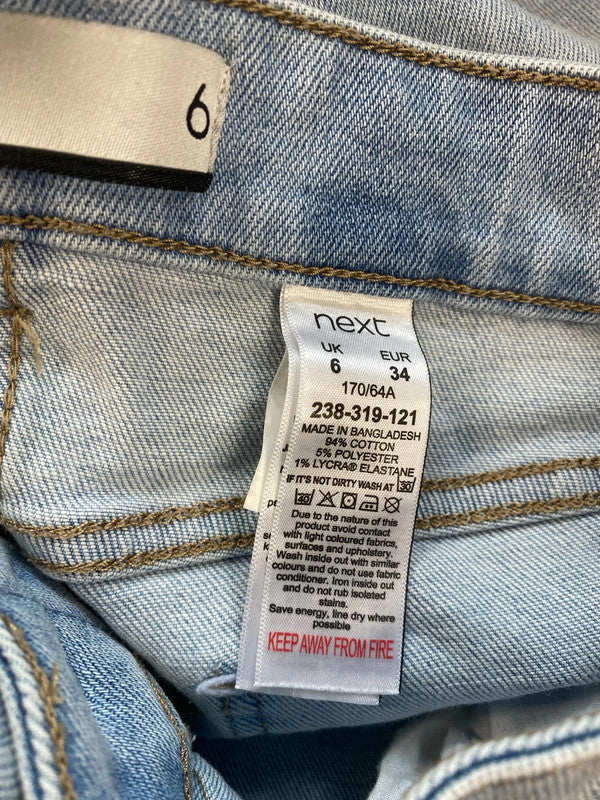 6
next
UK EUR
6 34
170/64A
238-319-121
MADE IN BANGLADESH
94% COTTON
5% POLYESTER
1% LYCRA® ELASTANE
IF IT'S NOT DIRTY WASH AT 30
40
Due to the nature of this
product avoid contact
with light coloured fabrics,
surfaces and upholstery.
Wash inside out with similar
colours and do not use fabric
conditioner. Iron inside out
and do not rub isolated
stains.
Save energy, line dry where
possible
KEEP AWAY FROM FIRE